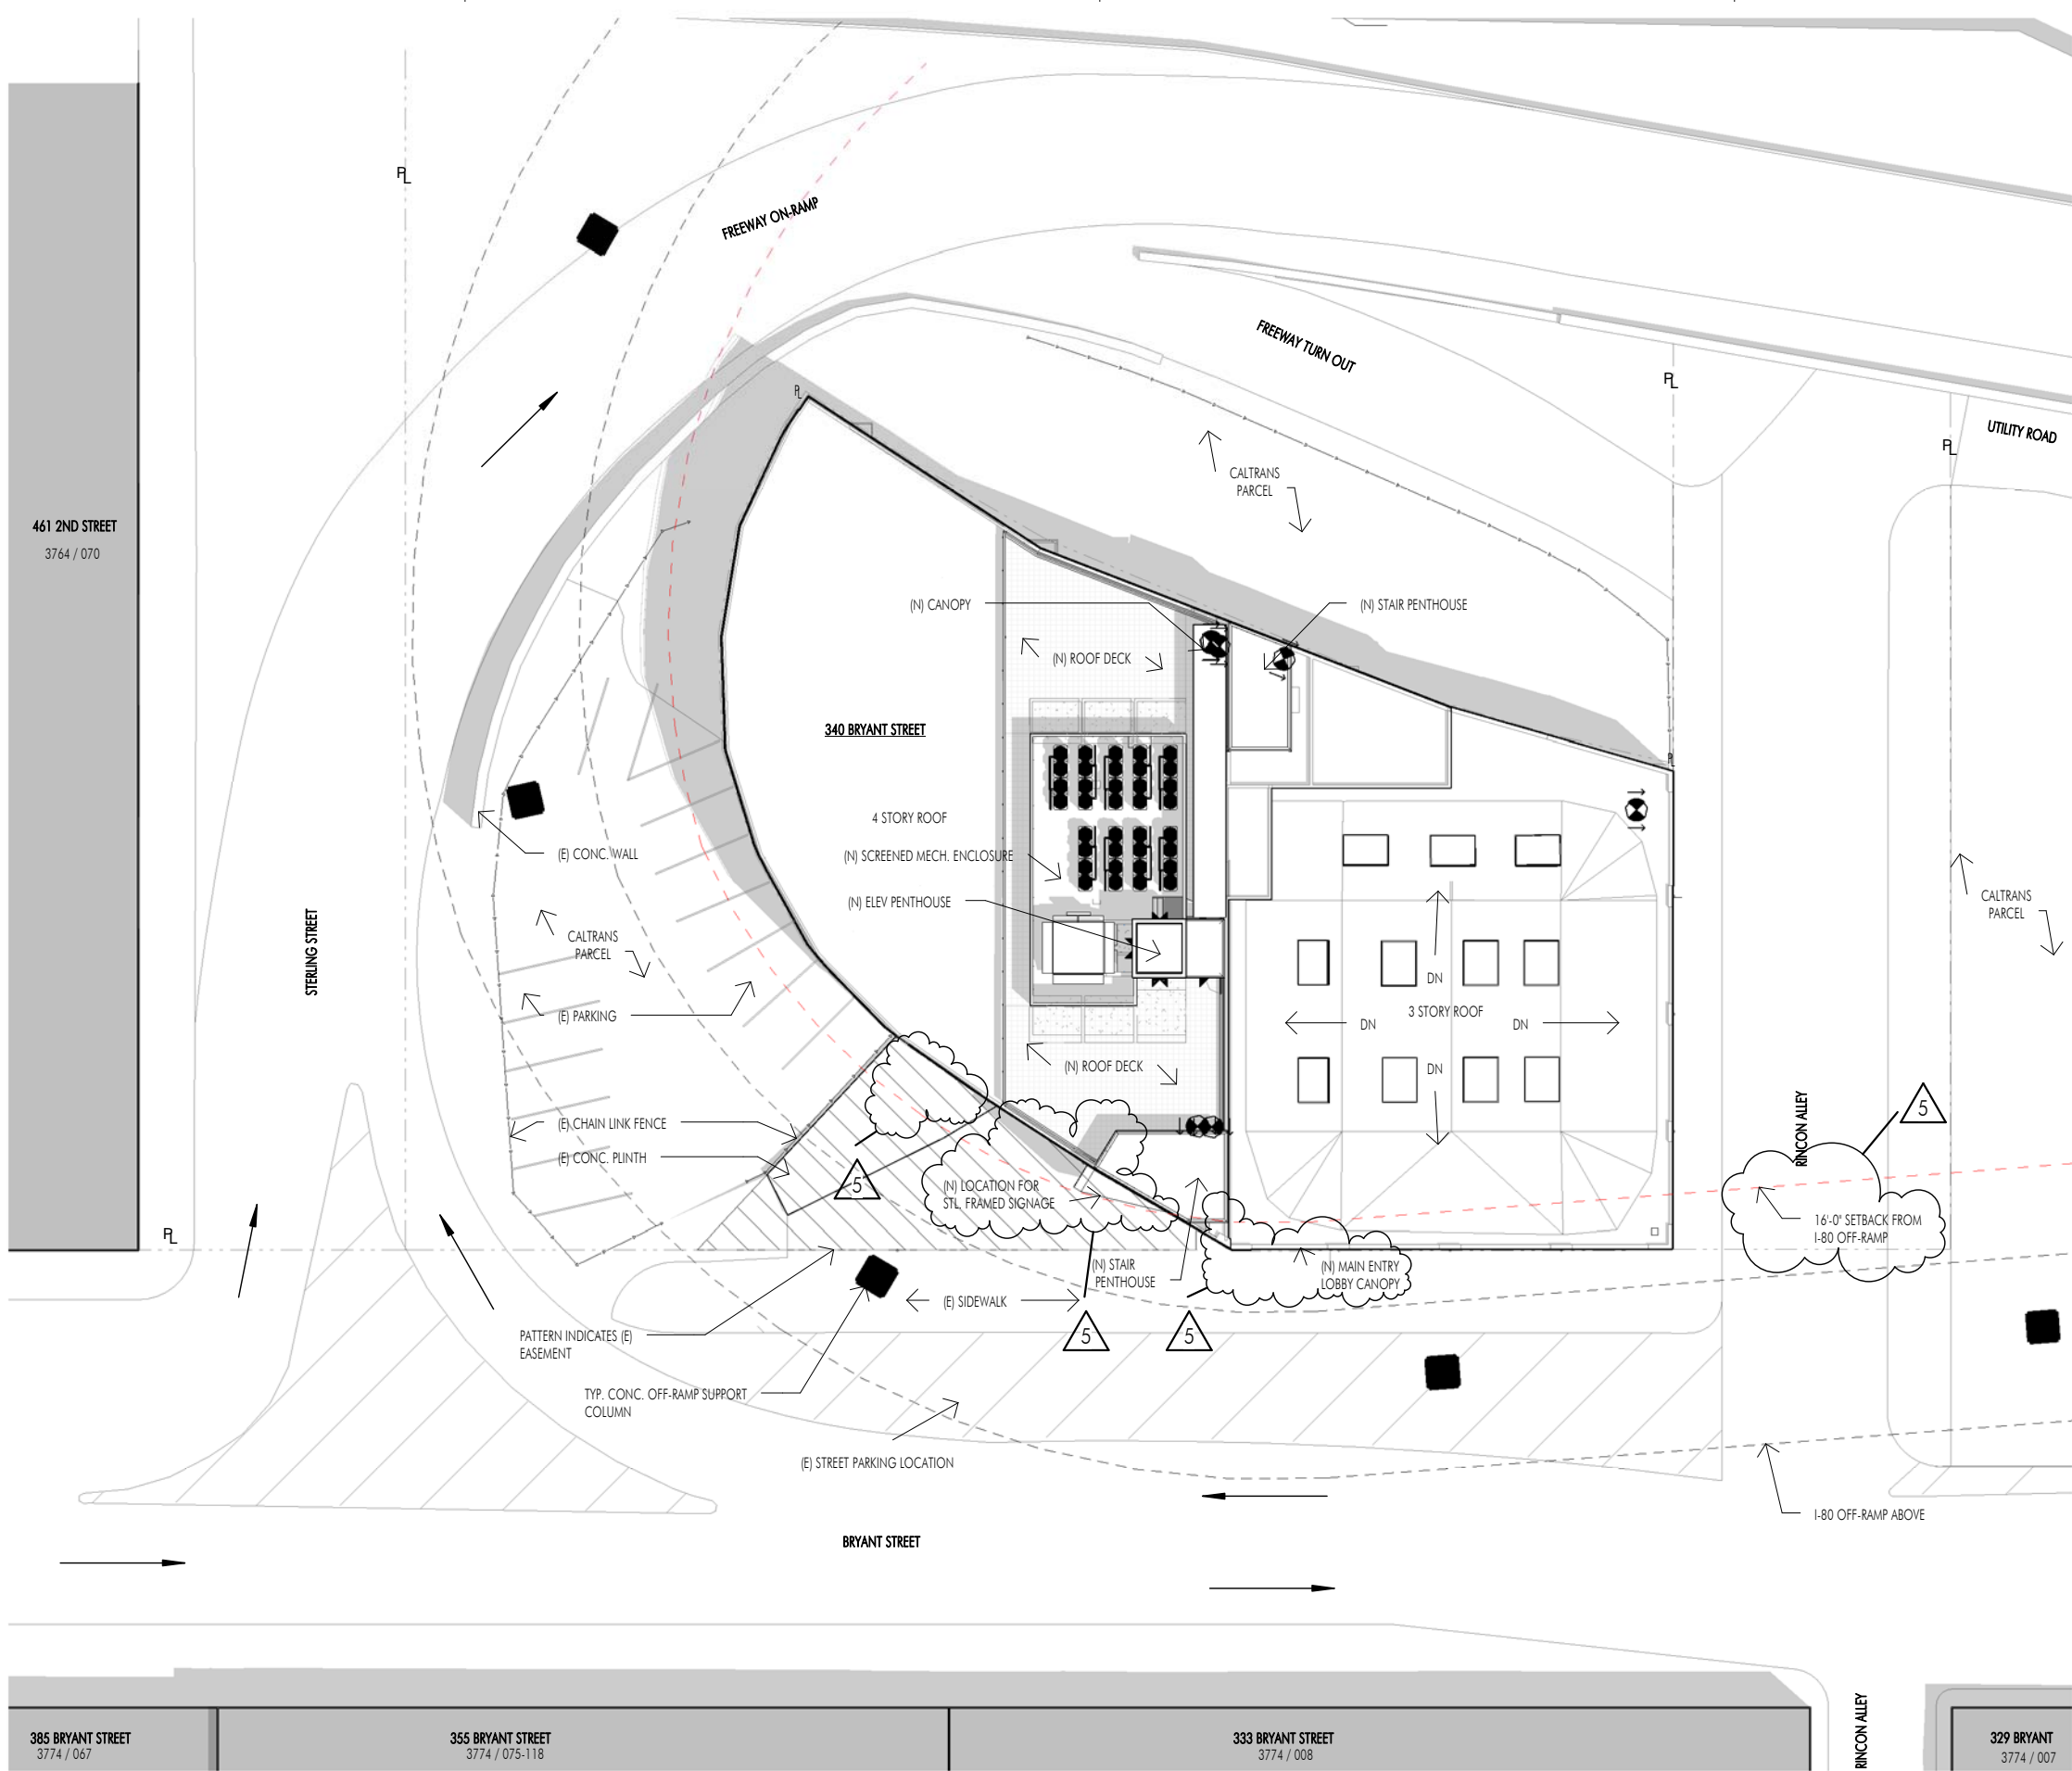 PL
FREEWAY ON-RAMP
FREEWAY TURN OUT
PL
PL
UTILITY ROAD
PL
CALTRANS
PARCEL
461 2ND STREET
3764 / 070
(N) CANOPY
(N) STAIR PENTHOUSE
(N) ROOF DECK
340 BRYANT STREET
PL
4 STORY ROOF
(E) CONC. WALL
(N) SCREENED MECH. ENCLOSURE
(N) ELEV PENTHOUSE
CALTRANS
PARCEL
STERLING STREET
CALTRANS
PARCEL
DN
3 STORY ROOF
DN
DN
(E) PARKING
(N) ROOF DECK
DN
RINCON ALLEY
5
(E) CHAIN LINK FENCE
(E) CONC. PLINTH
5
(N) LOCATION FOR
STL. FRAMED SIGNAGE
16'-0" SETBACK FROM
I-80 OFF-RAMP
PL
(N) STAIR
PENTHOUSE
(N) MAIN ENTRY
LOBBY CANOPY
(E) SIDEWALK
5
5
PATTERN INDICATES (E)
EASEMENT
TYP. CONC. OFF-RAMP SUPPORT
COLUMN
(E) STREET PARKING LOCATION
I-80 OFF-RAMP ABOVE
BRYANT STREET
385 BRYANT STREET
3774 / 067
355 BRYANT STREET
3774 / 075-118
333 BRYANT STREET
3774 / 008
RINCON ALLEY
329 BRYANT
3774 / 007